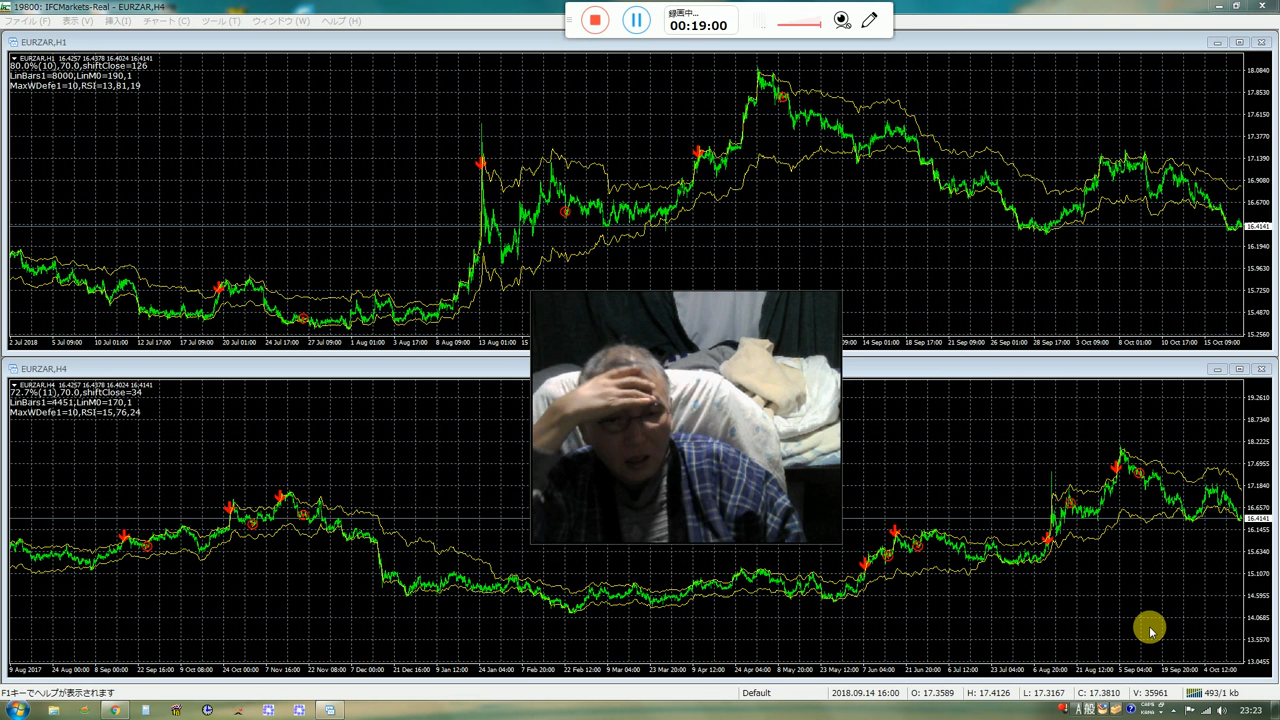 19800: IFCMarkets-Real - EURZAR,H4
ファイル (F) 表示 (V) 挿入(I) チャート (C) ツール (T) ウィンドウ (W) ヘルプ (H)
録画中...
00:19:00
EURZAR,H1
EURZAR,H1 16.4257 16.4378 16.4024 16.4141
80.0%(10),70.0,shiftClose=126
LinBars1=8000,LinM0=190,1
MaxWDefe1=10,RSI=13,81,19
18.0840
17.8530
17.6150
17.3770
17.1390
16.9080
16.6700
16.4141
16.1940
15.9630
15.7250
15.4870
15.2560
2 Jul 2018 5 Jul 09:00 10 Jul 01:00 12 Jul 17:00 17 Jul 09:00 20 Jul 01:00 24 Jul 17:00 27 Jul 09:00 1 Aug 01:00 3 Aug 17:00 8 Aug 09:00 13 Aug 01:00 15 09:00 14 Sep 01:00 18 Sep 17:00 21 Sep 09:00 26 Sep 01:00 28 Sep 17:00 3 Oct 09:00 8 Oct 01:00 10 Oct 17:00 15 Oct 09:00
EURZAR,H4
EURZAR,H4 16.4257 16.4378 16.4024 16.4141
72.7%(11),70.0,shiftClose=34
LinBars1=4451,LinM0=170,1
MaxWDefe1=10,RSI=15,76,24
19.2610
18.7340
18.2225
17.6955
17.1840
16.6570
16.4141
16.1455
15.6340
15.1070
14.5955
14.0685
13.5570
13.0455
9 Aug 2017 24 Aug 00:00 8 Sep 00:00 22 Sep 16:00 9 Oct 08:00 24 Oct 00:00 7 Nov 16:00 22 Nov 08:00 7 Dec 00:00 21 Dec 16:00 9 Jan 12:00 24 Jan 04:00 7 Feb 20:00 22 Feb 12:00 9 Mar 04:00 23 Mar 20:00 9 Apr 12:00 24 Apr 04:00 8 May 20:00 23 May 12:00 7 Jun 04:00 21 Jun 20:00 6 Jul 12:00 23 Jul 04:00 6 Aug 20:00 21 Aug 12:00 5 Sep 04:00 19 Sep 20:00 4 Oct 12:00
F1キーでヘルプが表示されます Default 2018.09.14 16:00 O: 17.3589 H: 17.4126 L: 17.3167 C: 17.3810 V: 35961 493/1 kb
A 般 CAPS KANA 23:23